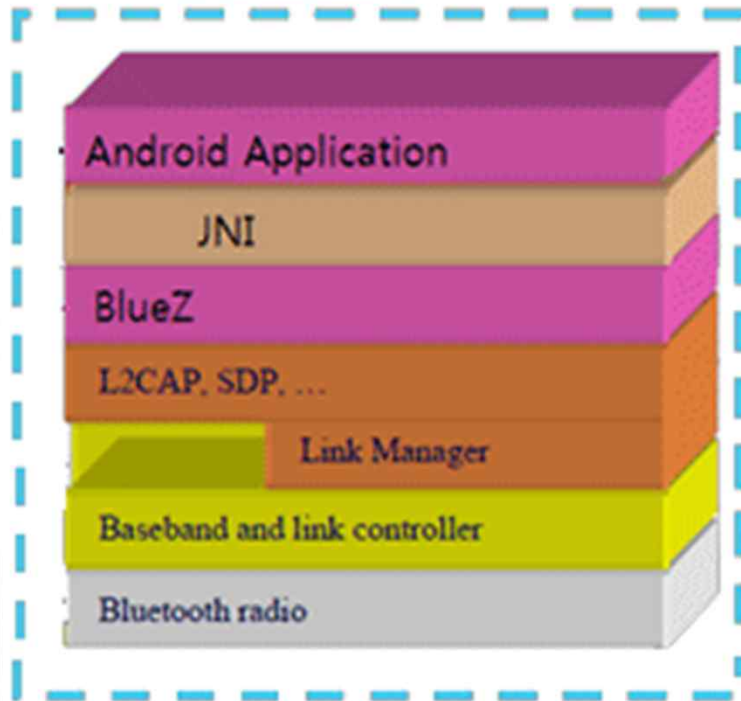 Android Application
JNI
BlueZ
L2CAP, SDP, …
Link Manager
Baseband and link controller
Bluetooth radio